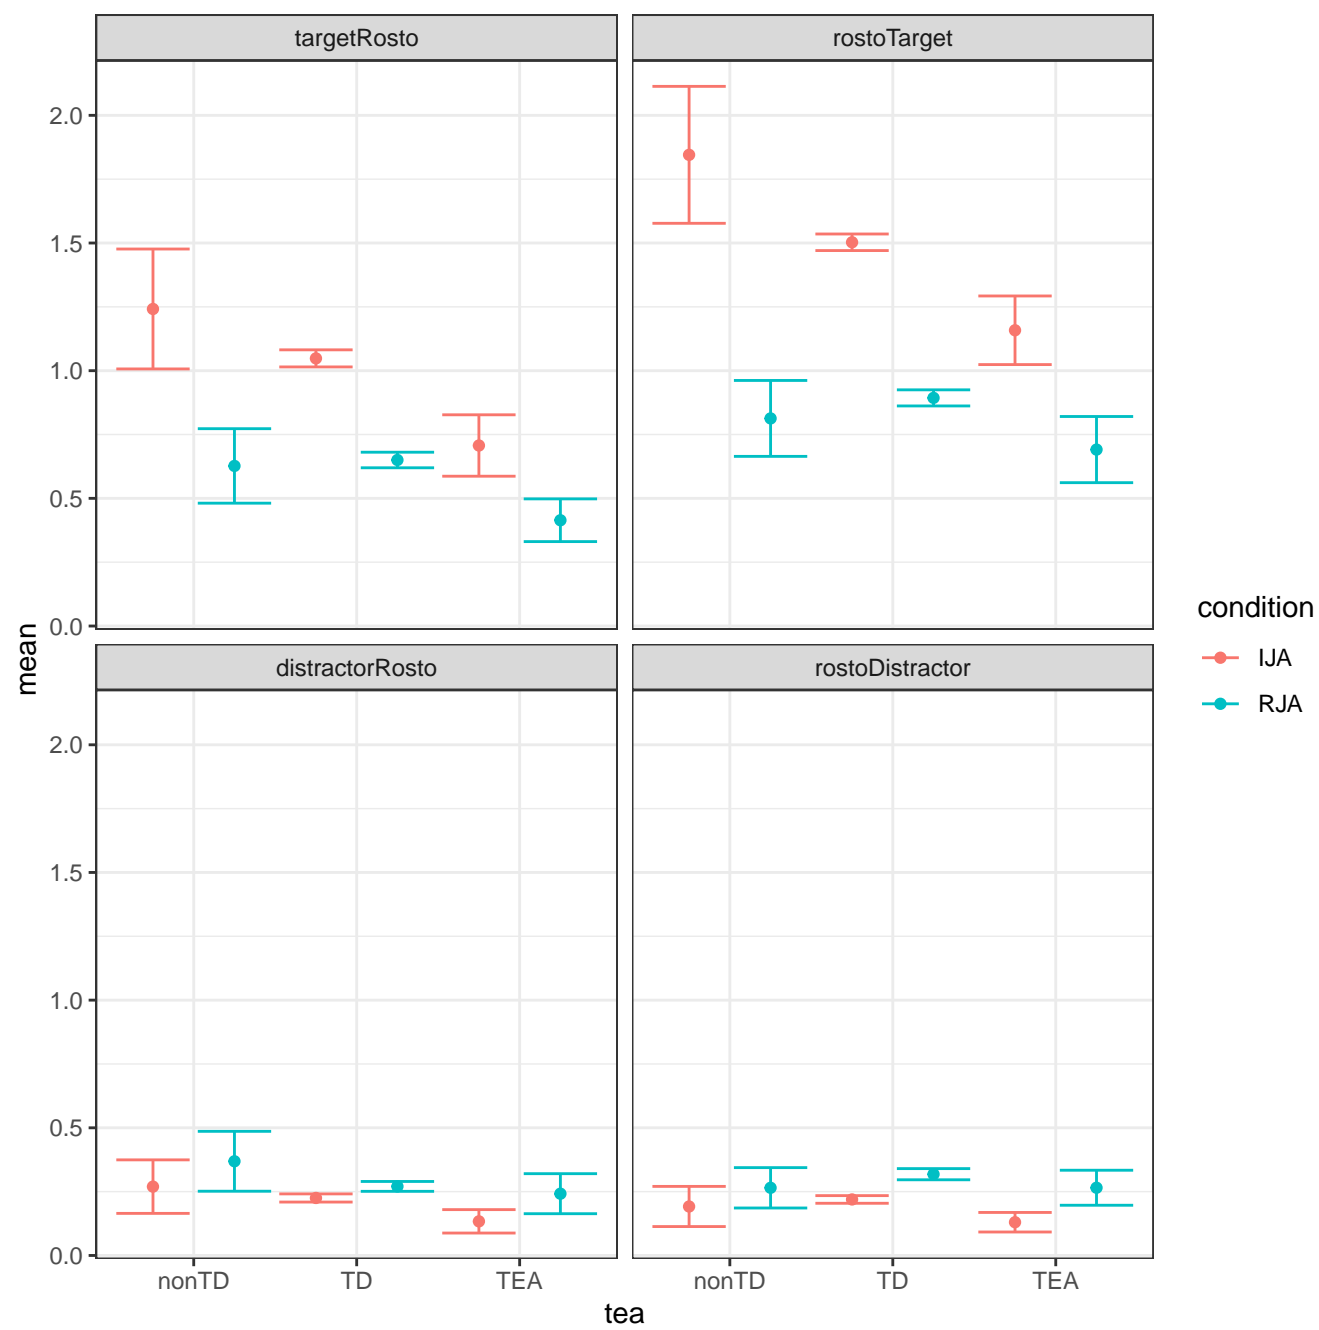 targetRosto
rostoTarget
2.0
1.5
1.0
0.5
0.0
distractorRosto
rostoDistractor
2.0
1.5
1.0
0.5
0.0
nonTD
TD
TEA
nonTD
TD
TEA
tea
mean
condition
IJA
RJA